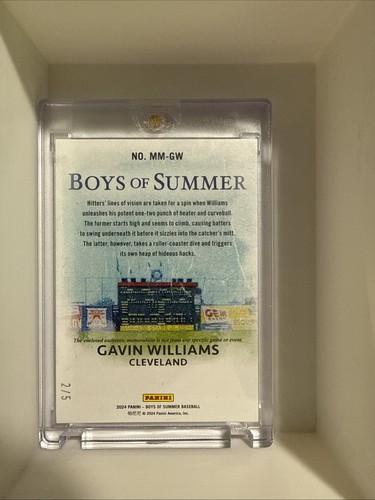 NO. MM-GW
BOYS OF SUMMER
Hitters' lines of vision are taken for a spin when Williams
unleashes his potent one-two punch of heater and curveball.
The former starts high and seems to climb, causing batters
to swing underneath it before it sizzles into the catcher's mitt.
The latter, however, takes a roller-coaster dive and triggers
its own heap of hideous hacks.
The enclosed authentic memorabilia is not from any specific game or event.
GAVIN WILLIAMS
CLEVELAND
2/5
PANINI
2024 PANINI – BOYS OF SUMMER BASEBALL
© 2024 Panini America, Inc.